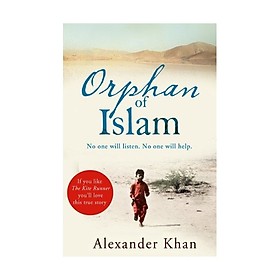 Orphan
of
Islam
No one will listen. No one will help.
If you like
The Kite Runner
you'll love
this true story
Alexander Khan